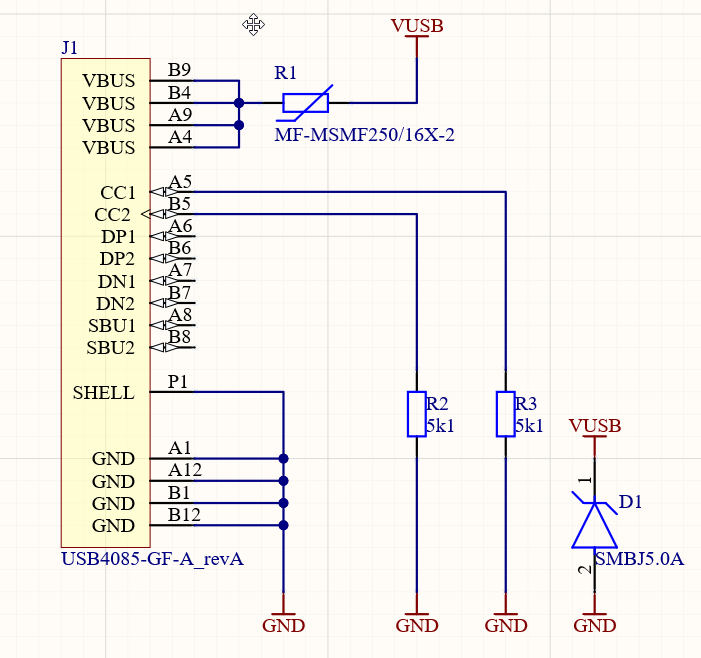 VUSB
J1
R1
MF-MSMF250/16X-2
VBUS B9
VBUS B4
VBUS A9
VBUS A4
CC1 A5
CC2 B5
DP1 A6
DP2 B6
DN1 A7
DN2 B7
SBU1 A8
SBU2 B8
SHELL P1
GND A1
GND A12
GND B1
GND B12
USB4085-GF-A_revA
R2
5k1
R3
5k1
VUSB
1
D1
SMBJ5.0A
2
GND
GND
GND
GND